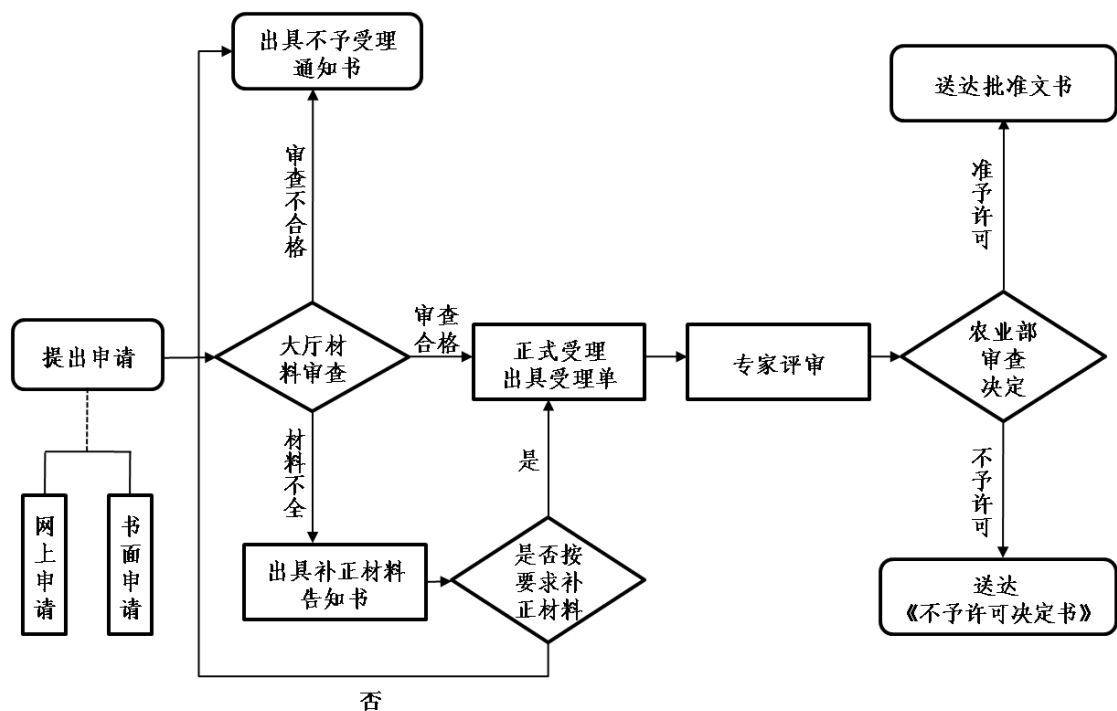 出具不予受理
通知书
送达批准文书
审查不合格
准予许可
提出申请
大厅材
料审查
审查
合格
正式受理
出具受理单
专家评审
农业部
审查
决定
材料不全
是
不予许可
网上申请
书面申请
出具补正材料
告知书
是否按
要求补
正材料
送达
《不予许可决定书》
否